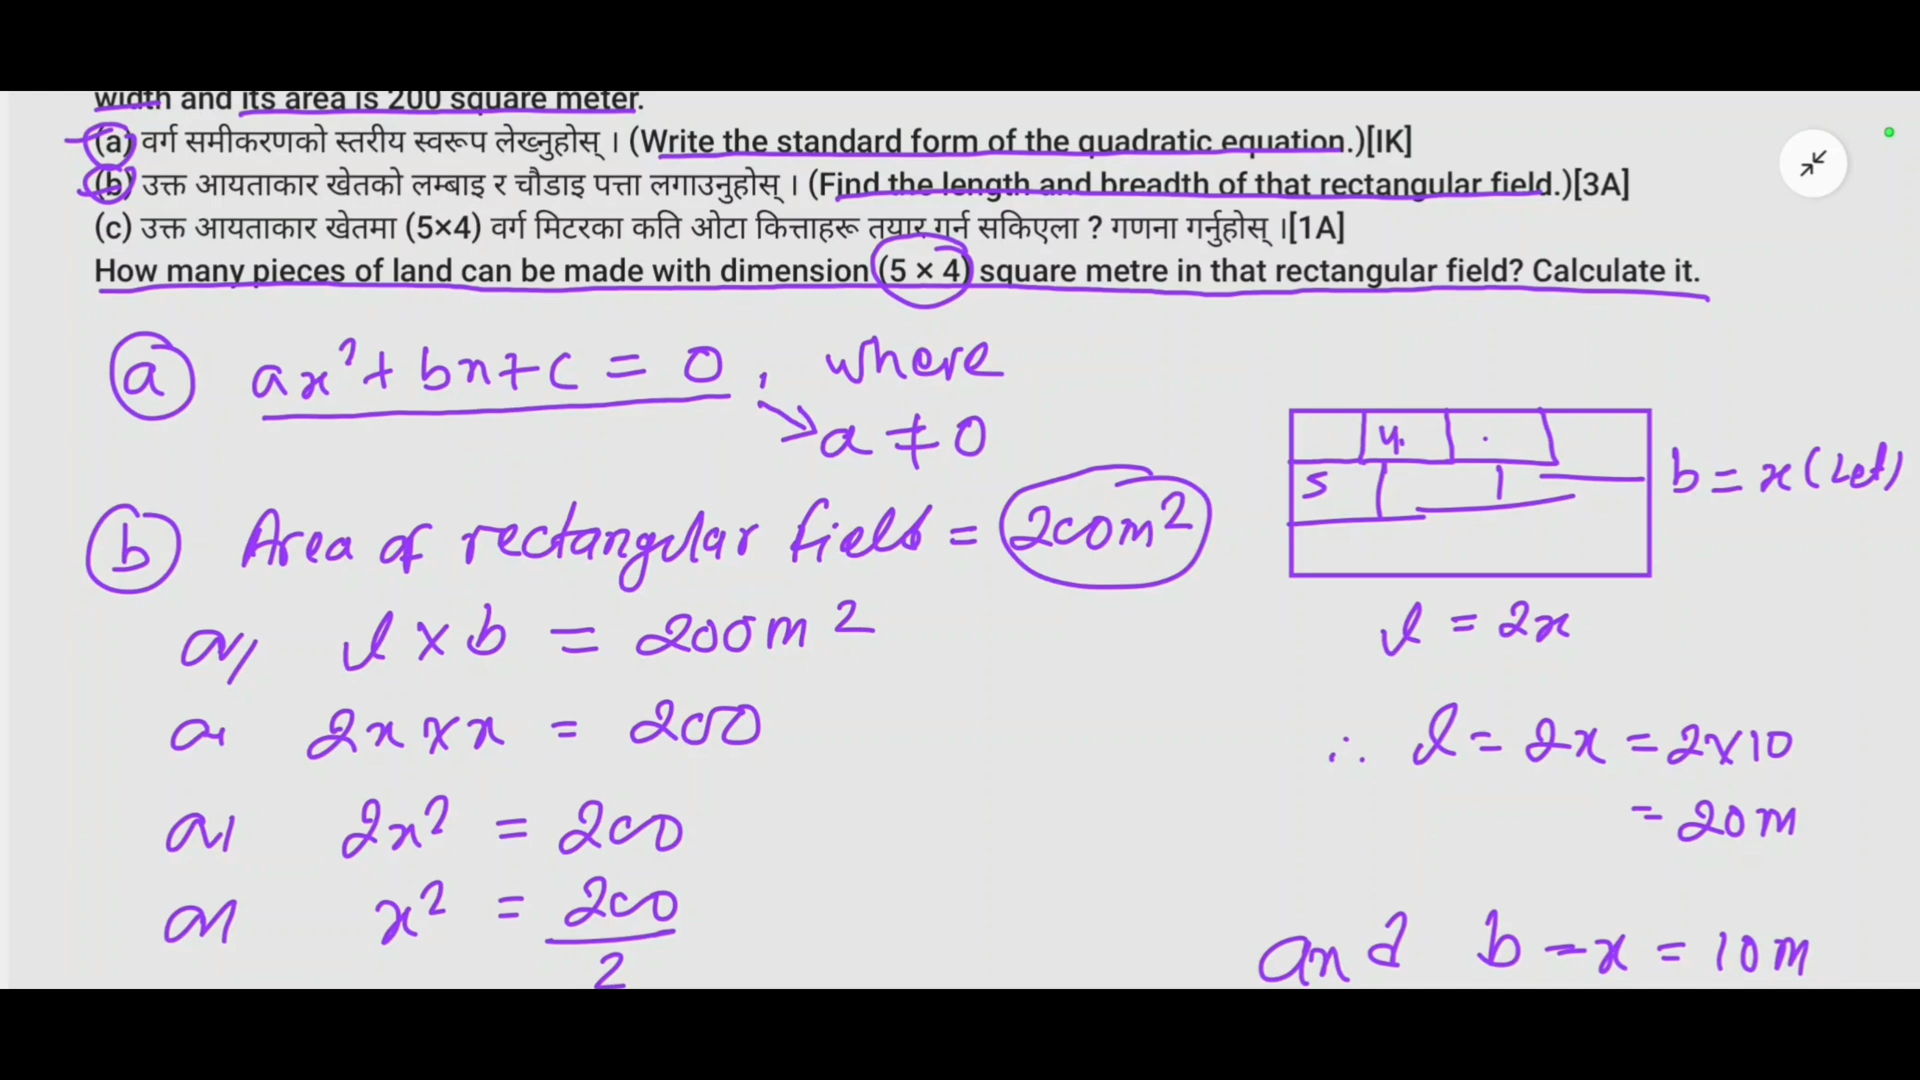 width and its area is 200 square meter.
(a) वर्ग समीकरणको स्तरीय स्वरूप लेख्नुहोस् । (Write the standard form of the quadratic equation.)[1K]
(b) उक्त आयताकार खेतको लम्बाइ र चौडाइ पत्ता लगाउनुहोस् । (Find the length and breadth of that rectangular field.)[3A]
(c) उक्त आयताकार खेतमा (5×4) वर्ग मिटरका कति ओटा कित्ताहरू तयार गर्न सकिएला ? गणना गर्नुहोस् ।[1A]
How many pieces of land can be made with dimension (5 × 4) square metre in that rectangular field? Calculate it.
a ax²+bx+c = 0, where
a ≠ 0
4
5
b = x (Let)
l = 2x
b Area of rectangular field = 200m²
or, l × b = 200m²
or 2x × x = 200
or, 2x² = 200
or x² = 200
2
∴ l = 2x = 2×10
= 20m
and b = x = 10m